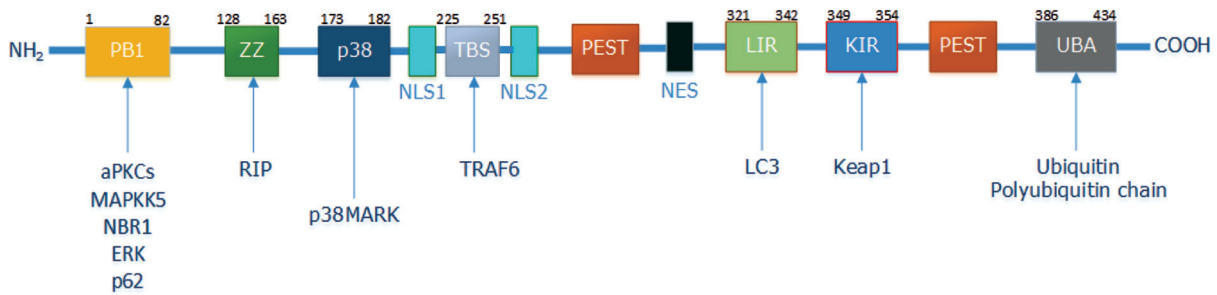 1 82 128 163 173 182 225 251 321 342 349 354 386 434
NH2 PB1 ZZ p38 TBS PEST LIR KIR PEST UBA COOH
NLS1 NLS2 NES
aPKCs RIP TRAF6 LC3 Keap1 Ubiquitin
MAPKK5 Polyubiquitin chain
NBR1 p38MARK
ERK
p62